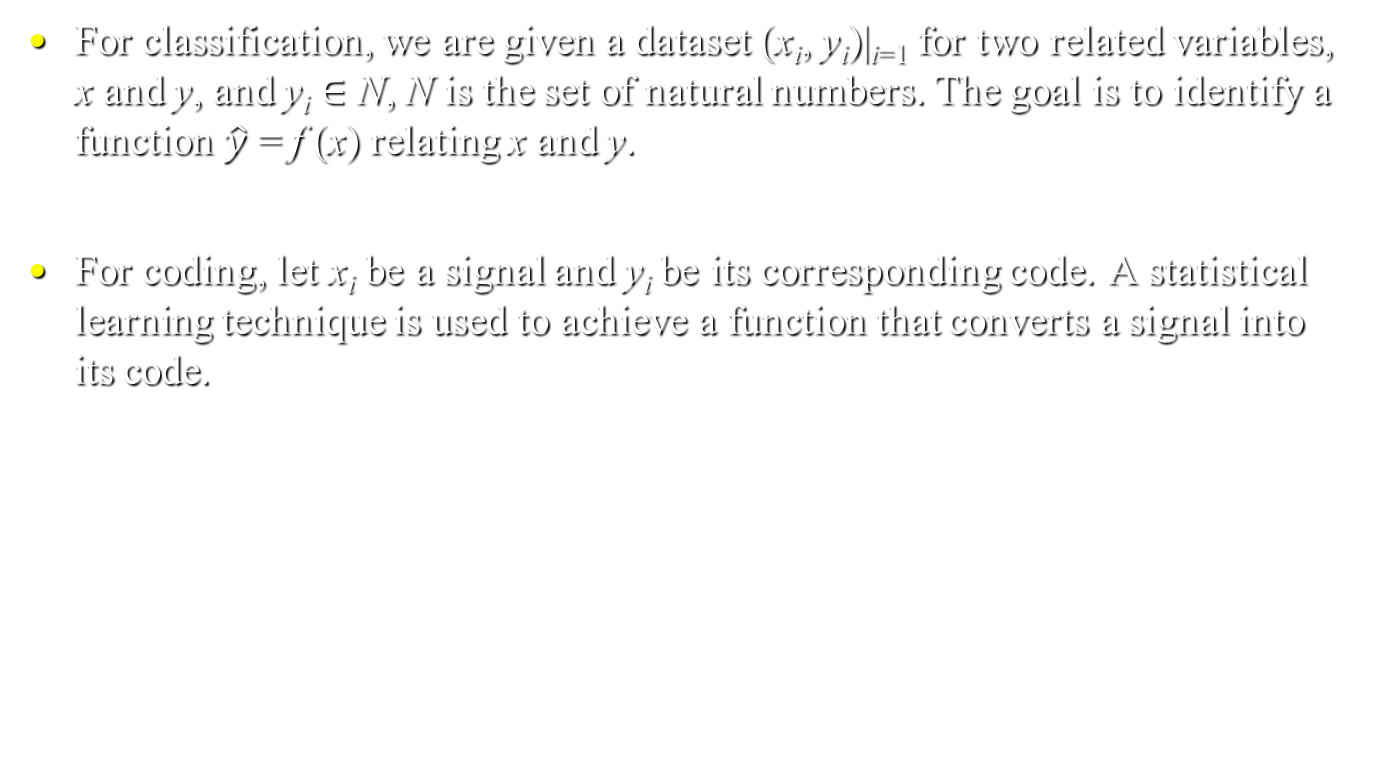 • For classification, we are given a dataset (xᵢ, yᵢ)|ᵢ₌₁ for two related variables,
x and y, and yᵢ ∈ N, N is the set of natural numbers. The goal is to identify a
function ŷ = f (x) relating x and y.
• For coding, let xᵢ be a signal and yᵢ be its corresponding code. A statistical
learning technique is used to achieve a function that converts a signal into
its code.